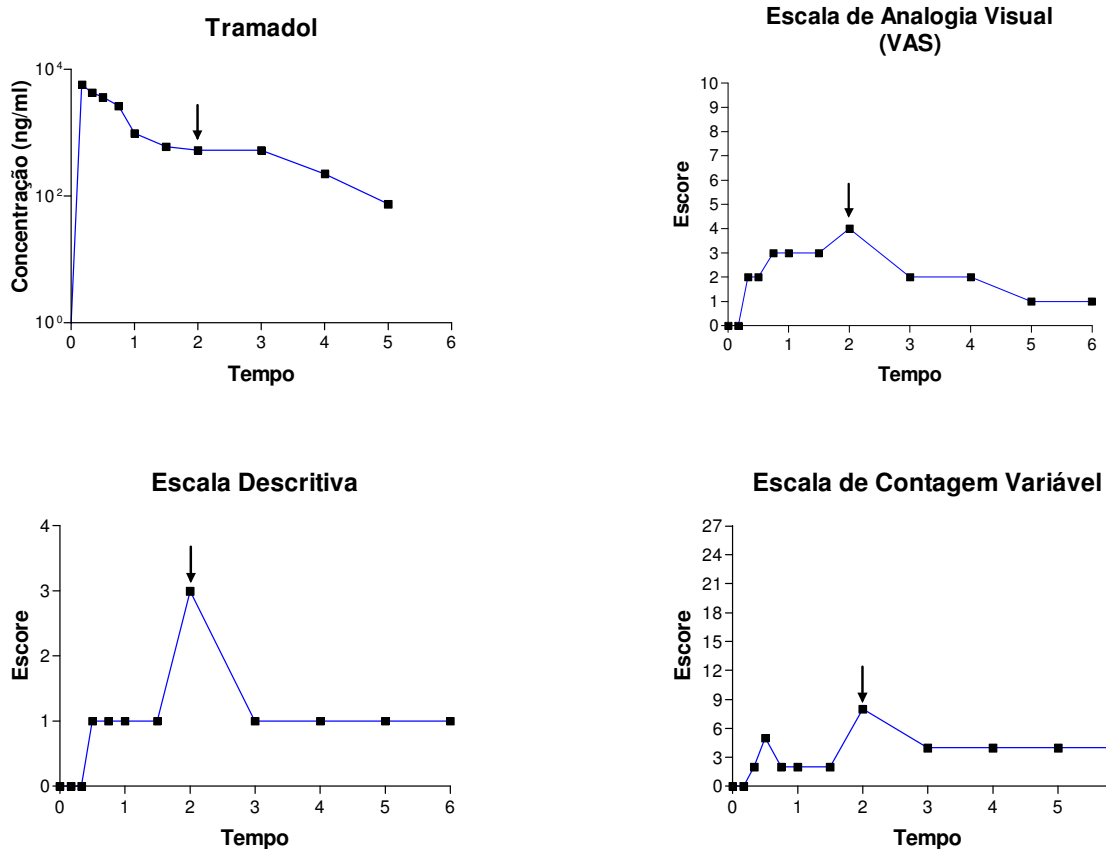 Tramadol
10⁴
10²
10⁰
Concentração (ng/ml)
0 1 2 3 4 5 6
Tempo
Escala de Analogia Visual
(VAS)
10
9
8
7
6
5
4
3
2
1
0
Escore
0 1 2 3 4 5 6
Tempo
Escala Descritiva
4
3
2
1
0
Escore
0 1 2 3 4 5 6
Tempo
Escala de Contagem Variável
27
24
21
18
15
12
9
6
3
0
Escore
0 1 2 3 4 5
Tempo